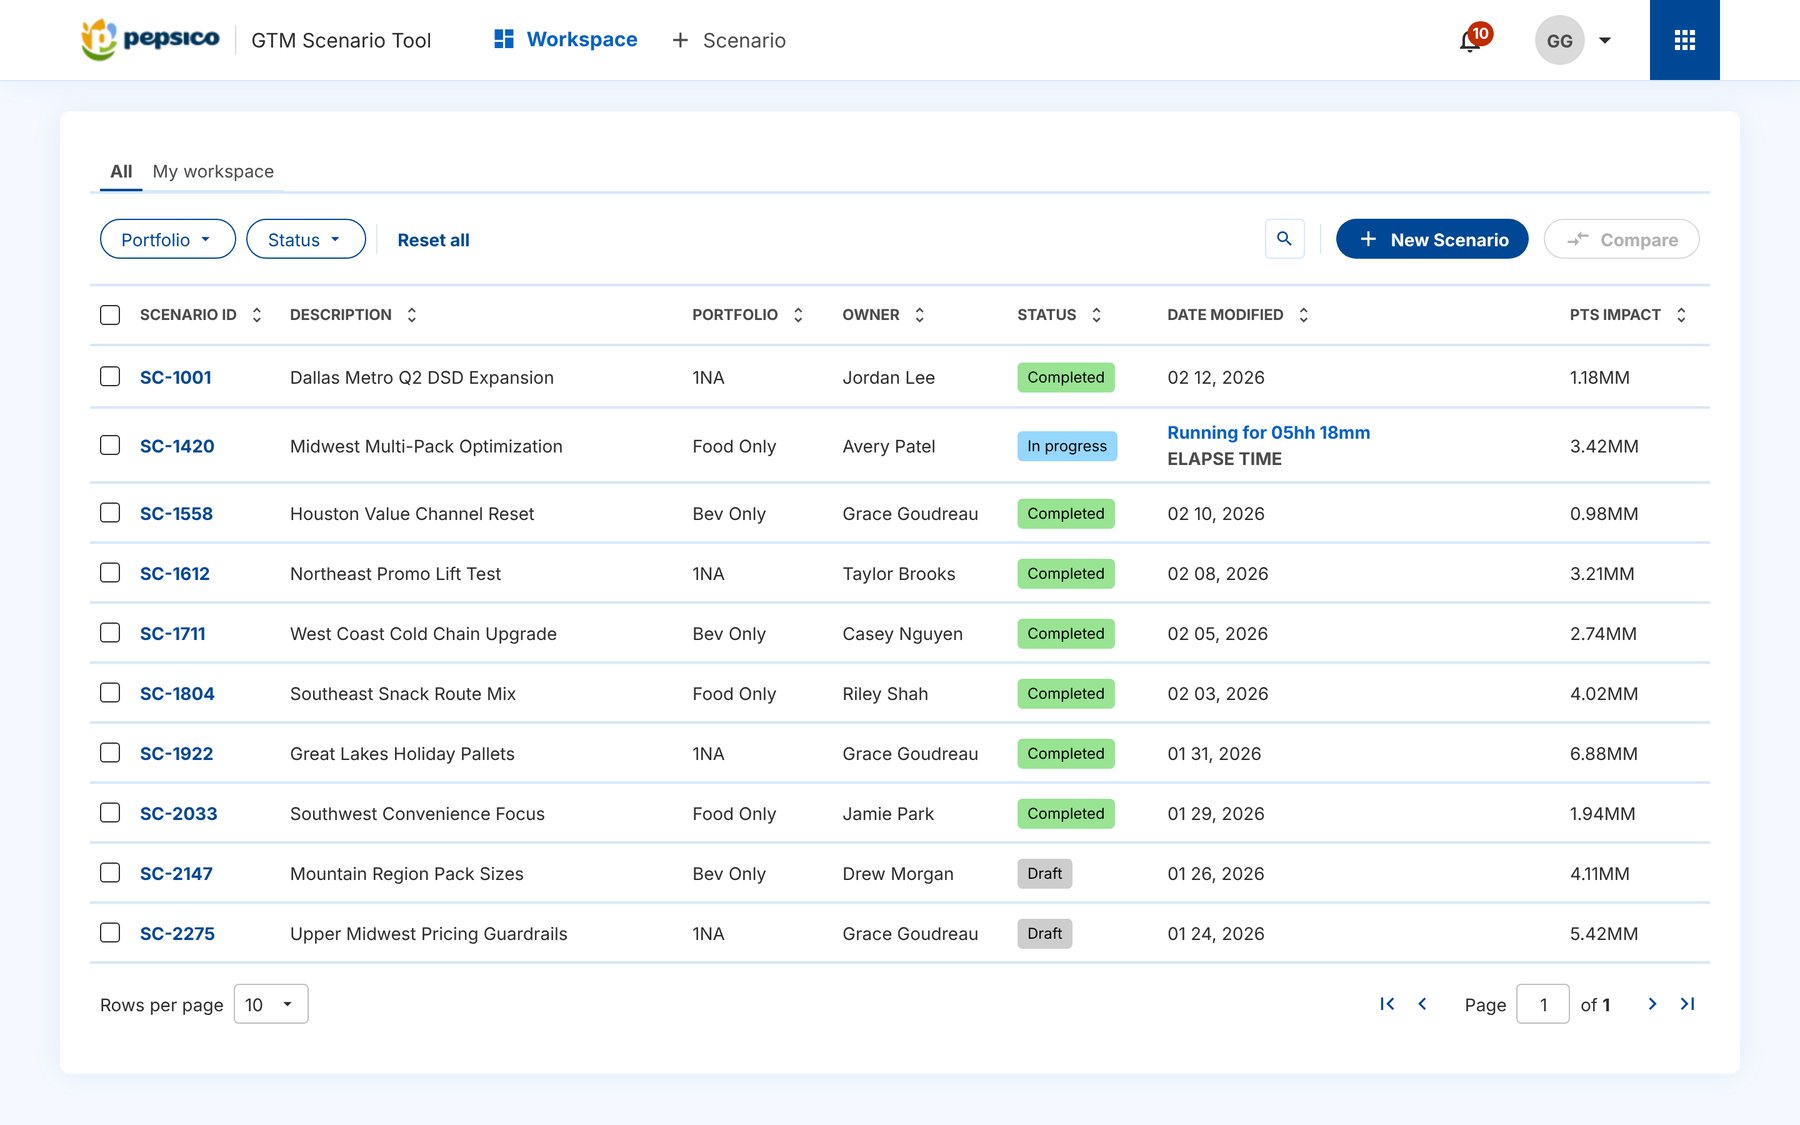 pepsico GTM Scenario Tool Workspace + Scenario 10 GG
All My workspace
Portfolio Status Reset all + New Scenario Compare
SCENARIO ID DESCRIPTION PORTFOLIO OWNER STATUS DATE MODIFIED PTS IMPACT
SC-1001 Dallas Metro Q2 DSD Expansion 1NA Jordan Lee Completed 02 12, 2026 1.18MM
SC-1420 Midwest Multi-Pack Optimization Food Only Avery Patel In progress Running for 05hh 18mm 3.42MM
ELAPSE TIME
SC-1558 Houston Value Channel Reset Bev Only Grace Goudreau Completed 02 10, 2026 0.98MM
SC-1612 Northeast Promo Lift Test 1NA Taylor Brooks Completed 02 08, 2026 3.21MM
SC-1711 West Coast Cold Chain Upgrade Bev Only Casey Nguyen Completed 02 05, 2026 2.74MM
SC-1804 Southeast Snack Route Mix Food Only Riley Shah Completed 02 03, 2026 4.02MM
SC-1922 Great Lakes Holiday Pallets 1NA Grace Goudreau Completed 01 31, 2026 6.88MM
SC-2033 Southwest Convenience Focus Food Only Jamie Park Completed 01 29, 2026 1.94MM
SC-2147 Mountain Region Pack Sizes Bev Only Drew Morgan Draft 01 26, 2026 4.11MM
SC-2275 Upper Midwest Pricing Guardrails 1NA Grace Goudreau Draft 01 24, 2026 5.42MM
Rows per page 10 Page 1 of 1